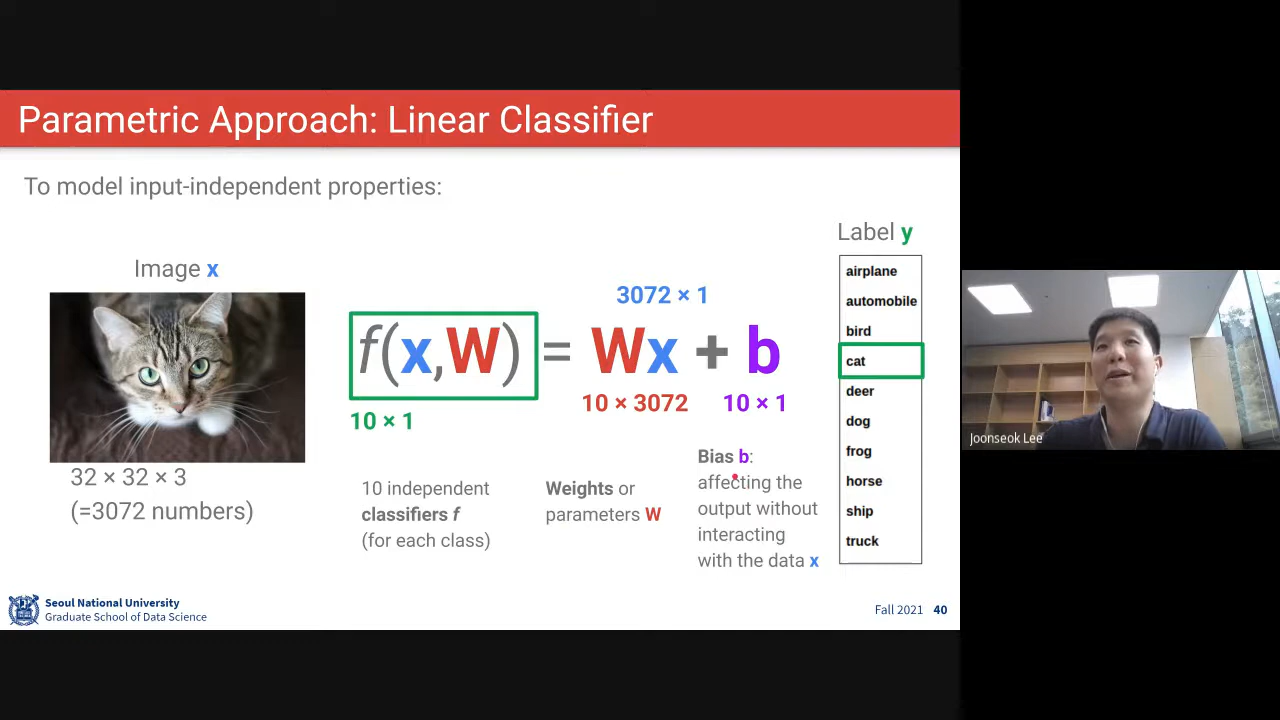 Parametric Approach: Linear Classifier
To model input-independent properties:
Image x
32 × 32 × 3
(=3072 numbers)
f(x,W) = Wx + b
3072 × 1
10 × 1
10 × 3072
10 × 1
10 independent
classifiers f
(for each class)
Weights or
parameters W
Bias b:
affecting the
output without
interacting
with the data x
Label y
airplane
automobile
bird
cat
deer
dog
frog
horse
ship
truck
Seoul National University
Graduate School of Data Science
Fall 2021 40
Joonseok Lee